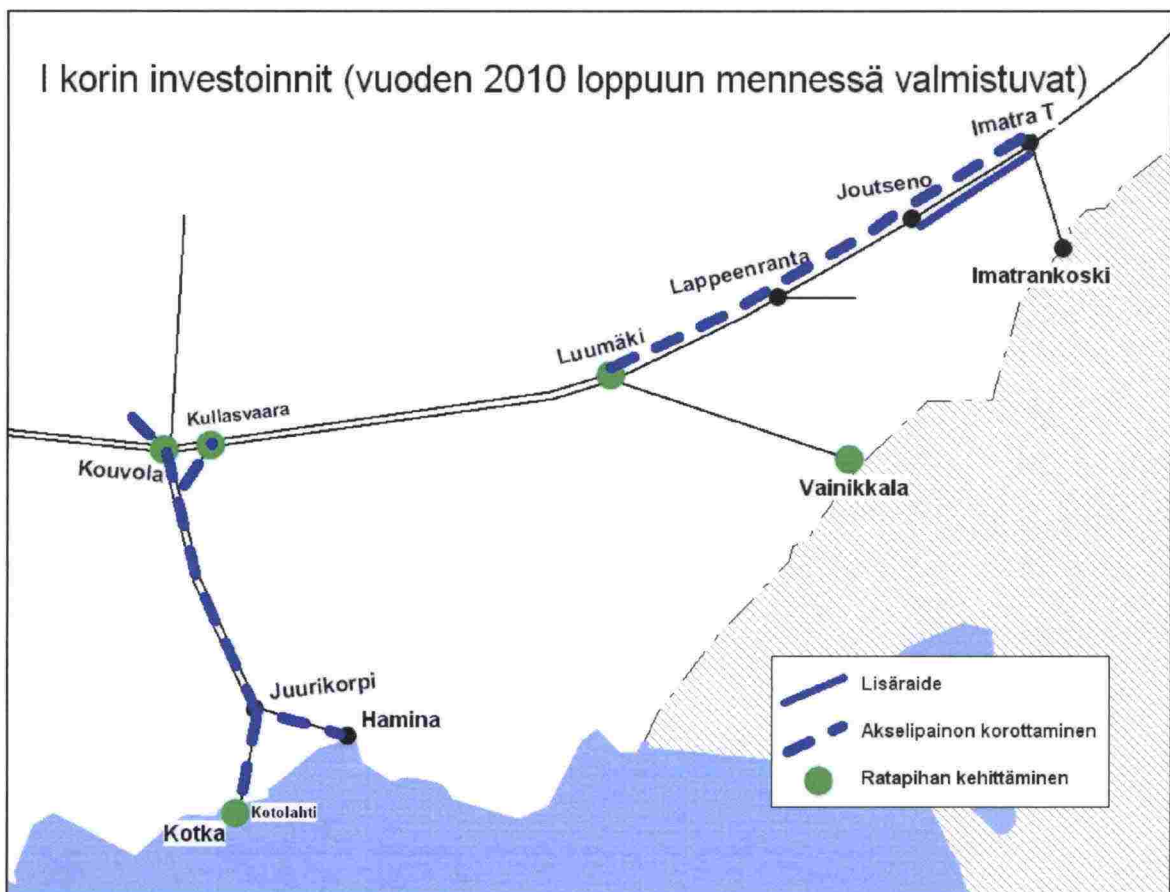 I korin investoinnit (vuoden 2010 loppuun mennessä valmistuvat)
Imatra T
Joutseno
Imatrankoski
Lappeenranta
Luumäki
Kullasvaara
Kouvola
Vainikkala
Juurikorpi
Hamina
Kotolahti
Kotka
Lisäraide
Akselipainon korottaminen
Ratapihan kehittäminen